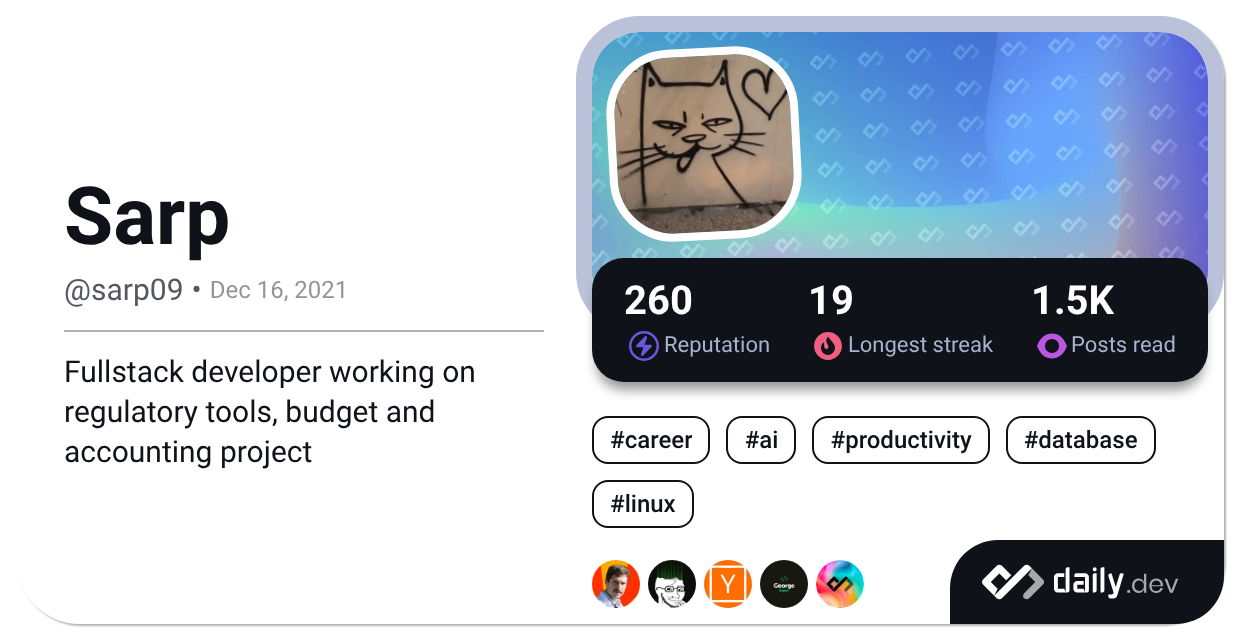 Sarp
@sarp09 • Dec 16, 2021
Fullstack developer working on
regulatory tools, budget and
accounting project
260 19 1.5K
Reputation Longest streak Posts read
#career #ai #productivity #database
#linux
Y
George
daily.dev